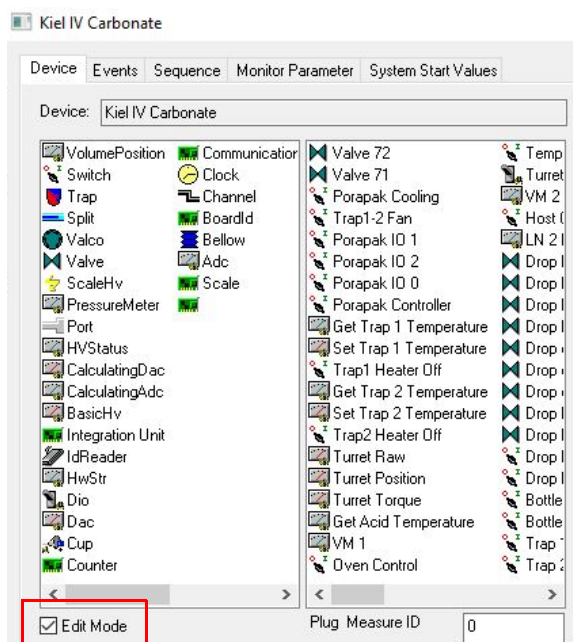 Kiel IV Carbonate
Device Events Sequence Monitor Parameter System Start Values
Device: Kiel IV Carbonate
VolumePosition
Switch
Trap
Split
Valco
Valve
ScaleHv
PressureMeter
Port
HVStatus
CalculatingDac
CalculatingAdc
BasicHv
Integration Unit
IdReader
HwStr
Dio
Dac
Cup
Counter
Communication
Clock
Channel
BoardId
Bellow
Adc
Scale
Valve 72
Valve 71
Porapak Cooling
Trap1-2 Fan
Porapak IO 1
Porapak IO 2
Porapak IO 0
Porapak Controller
Get Trap 1 Temperature
Set Trap 1 Temperature
Trap1 Heater Off
Get Trap 2 Temperature
Set Trap 2 Temperature
Trap2 Heater Off
Turret Raw
Turret Position
Turret Torque
Get Acid Temperature
VM 1
Oven Control
Temp
Turret
VM 2
Host
LN 2
Drop
Drop
Drop
Drop
Drop
Drop
Drop
Drop
Drop
Drop
Drop
Bottle
Bottle
Trap
Trap 2
Edit Mode
Plug Measure ID 0